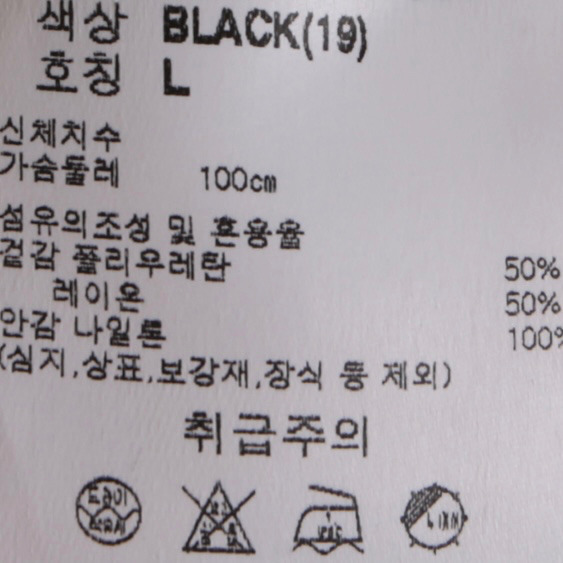 색상 BLACK(19)
호칭 L
신체치수
가슴둘레 100cm
섬유의조성 및 혼용율
겉감 폴리우레탄 50%
레이온 50%
안감 나일론 100%
(심지,상표,보강재,장식 등 제외)
취급주의